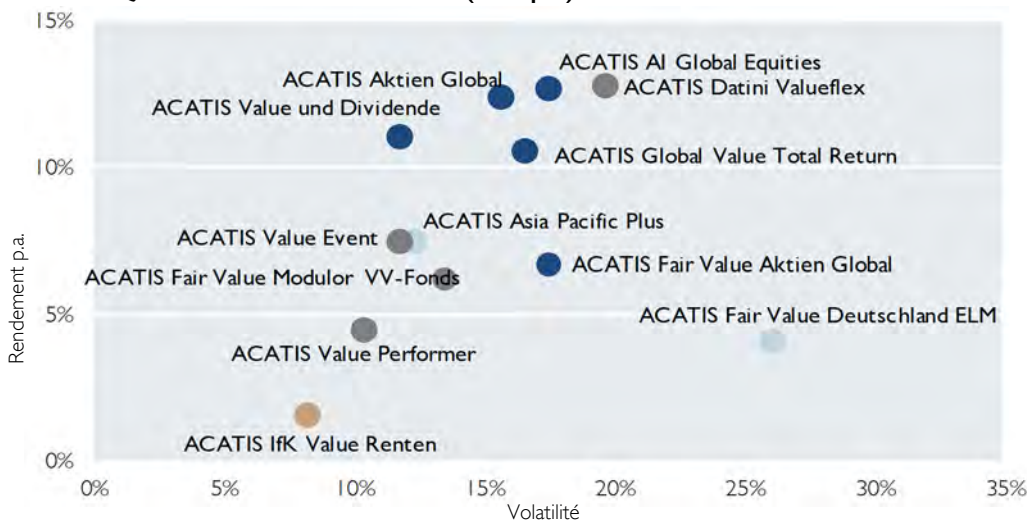 15%
ACATIS AI Global Equities
ACATIS Aktien Global
ACATIS Datini Valueflex
ACATIS Value und Dividende
ACATIS Global Value Total Return
10%
ACATIS Asia Pacific Plus
ACATIS Value Event
ACATIS Fair Value Aktien Global
ACATIS Fair Value Modulor VV-Fonds
5%
ACATIS Fair Value Deutschland ELM
ACATIS Value Performer
ACATIS IfK Value Renten
0%
Rendement p.a.
0% 5% 10% 15% 20% 25% 30% 35%
Volatilité